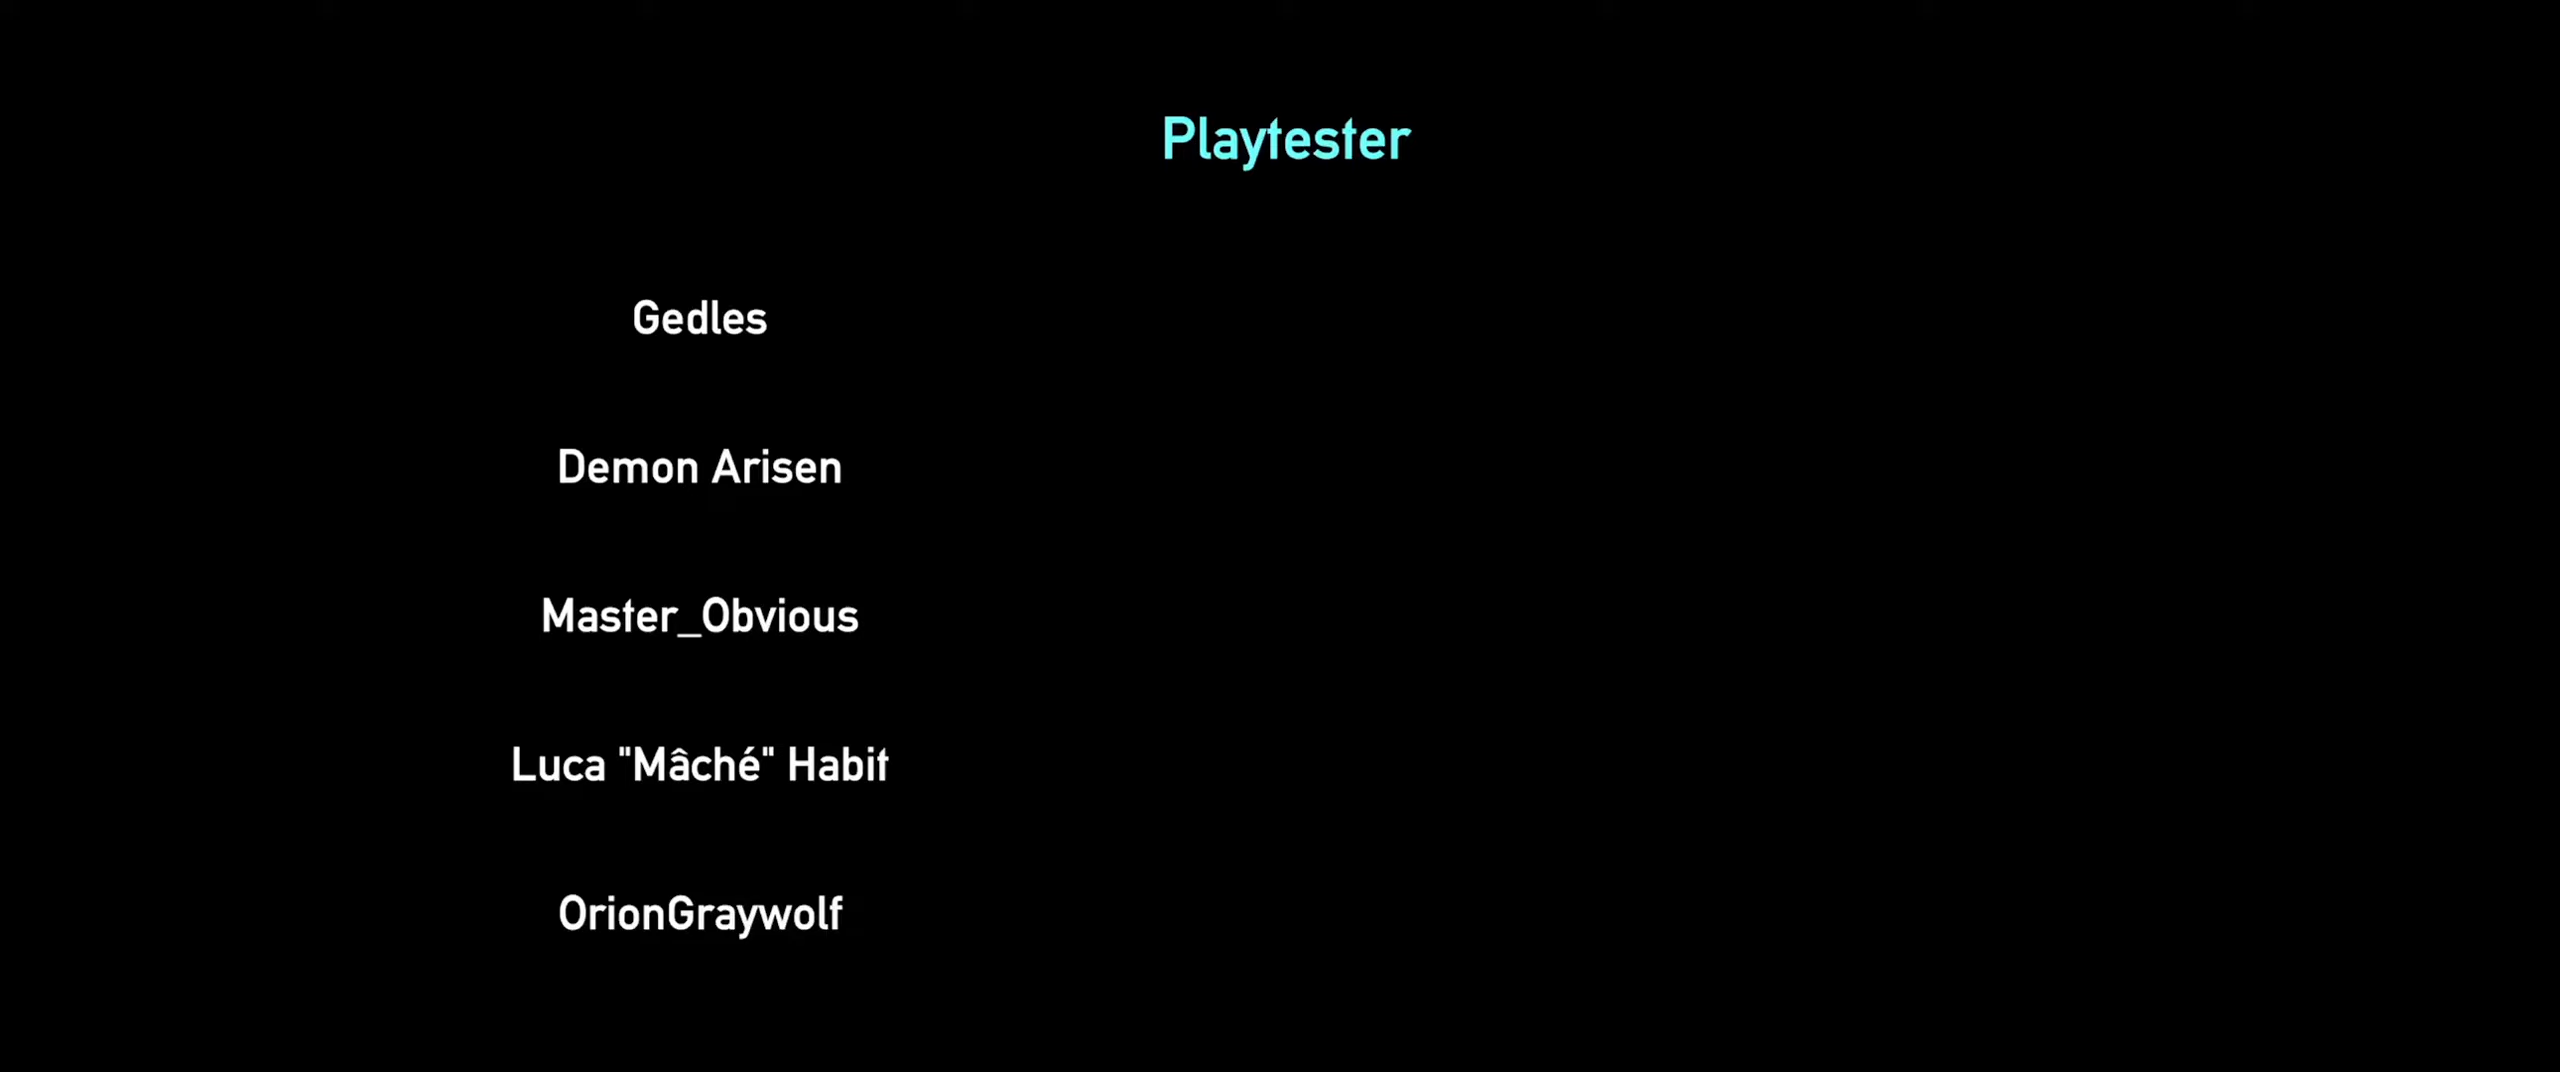 Playtester
Gedles
Demon Arisen
Master_Obvious
Luca "Mâché" Habit
OrionGraywolf